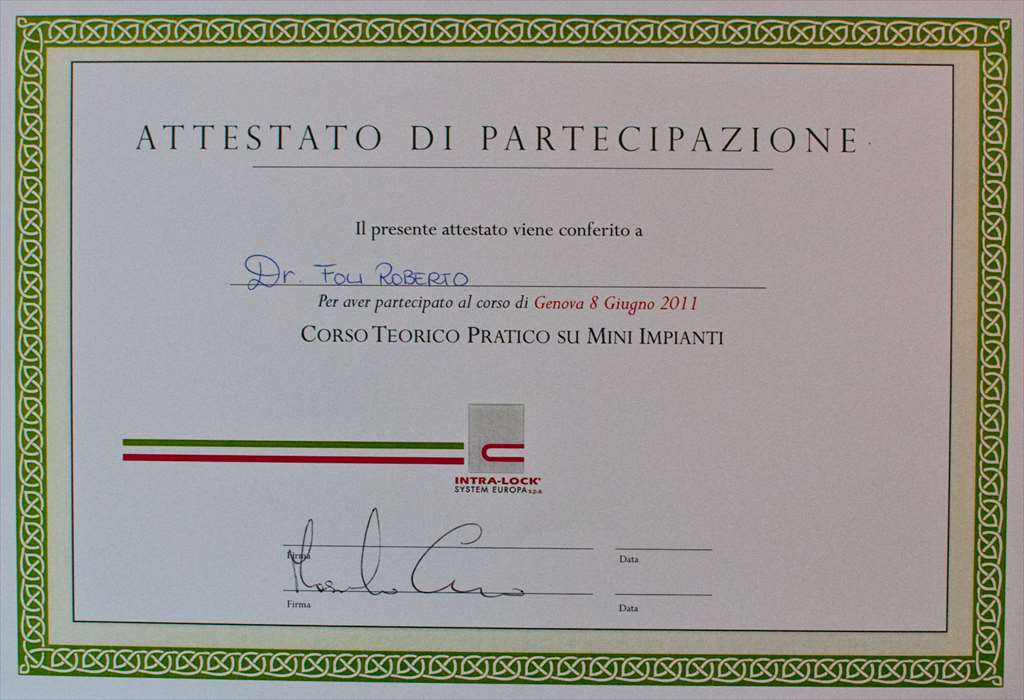 ATTESTATO DI PARTECIPAZIONE
Il presente attestato viene conferito a
Dr. FOLI ROBERTO
Per aver partecipato al corso di Genova 8 Giugno 2011
CORSO TEORICO PRATICO SU MINI IMPIANTI
INTRA-LOCK®
SYSTEM EUROPA s.p.a.
Firma Data
Firma Data